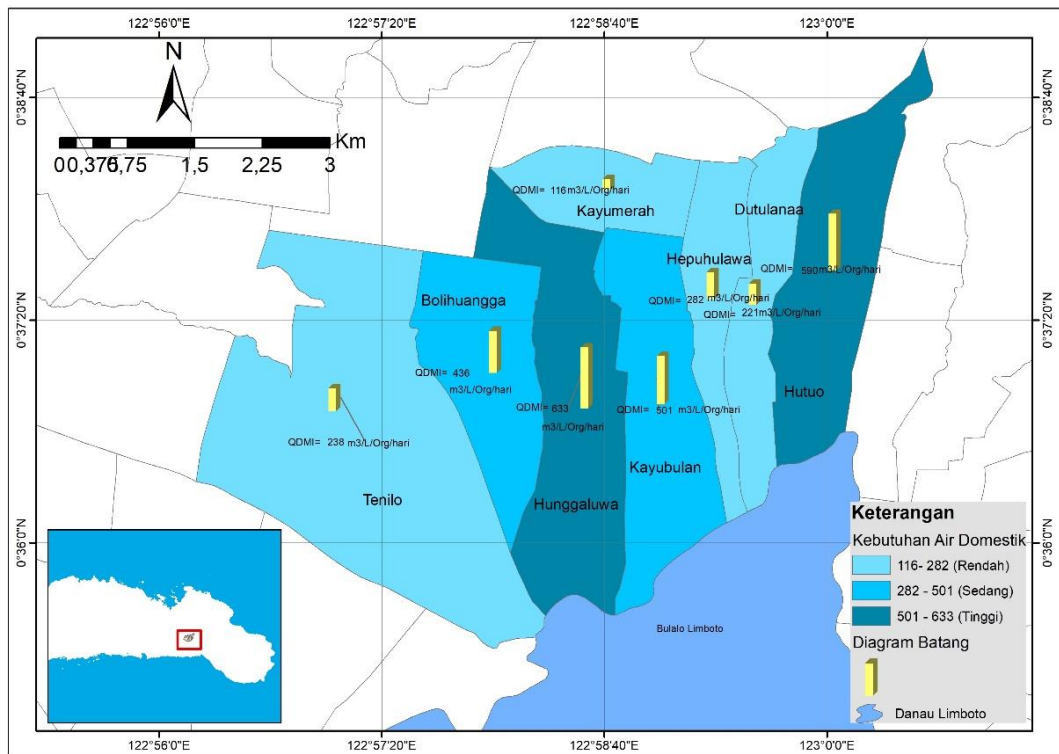 122°56'0"E 122°57'20"E 122°58'40"E 123°0'0"E
N
Km
00,3750,75 1,5 2,25 3
0°38'40"N
0°38'40"N
QDMI= 116 m3/L/Org/hari
Kayumerah
Dutulanaa
Hepuhulawa
QDMI= 590 m3/L/Org/hari
QDMI= 282 m3/L/Org/hari
QDMI= 221 m3/L/Org/hari
Bolihuangga
0°37'20"N
0°37'20"N
QDMI= 436
m3/L/Org/hari
Hutuo
QDMI= 633
m3/L/Org/hari
QDMI= 501 m3/L/Org/hari
QDMI= 238 m3/L/Org/hari
Kayubulan
Tenilo
Hunggaluwa
0°36'0"N
0°36'0"N
Bulalo Limboto
Keterangan
Kebutuhan Air Domestik
116- 282 (Rendah)
282 - 501 (Sedang)
501 - 633 (Tinggi)
Diagram Batang
Danau Limboto
122°56'0"E 122°57'20"E 122°58'40"E 123°0'0"E